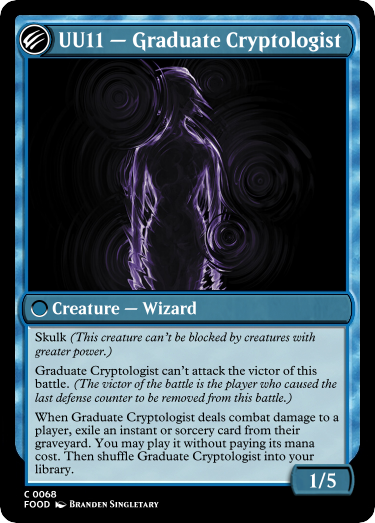 UU11 — Graduate Cryptologist
Creature — Wizard
Skulk (This creature can't be blocked by creatures with
greater power.)
Graduate Cryptologist can't attack the victor of this
battle. (The victor of the battle is the player who caused the
last defense counter to be removed from this battle.)
When Graduate Cryptologist deals combat damage to a
player, exile an instant or sorcery card from their
graveyard. You may play it without paying its mana
cost. Then shuffle Graduate Cryptologist into your
library.
1/5
C 0068
FOOD Branden Singletary